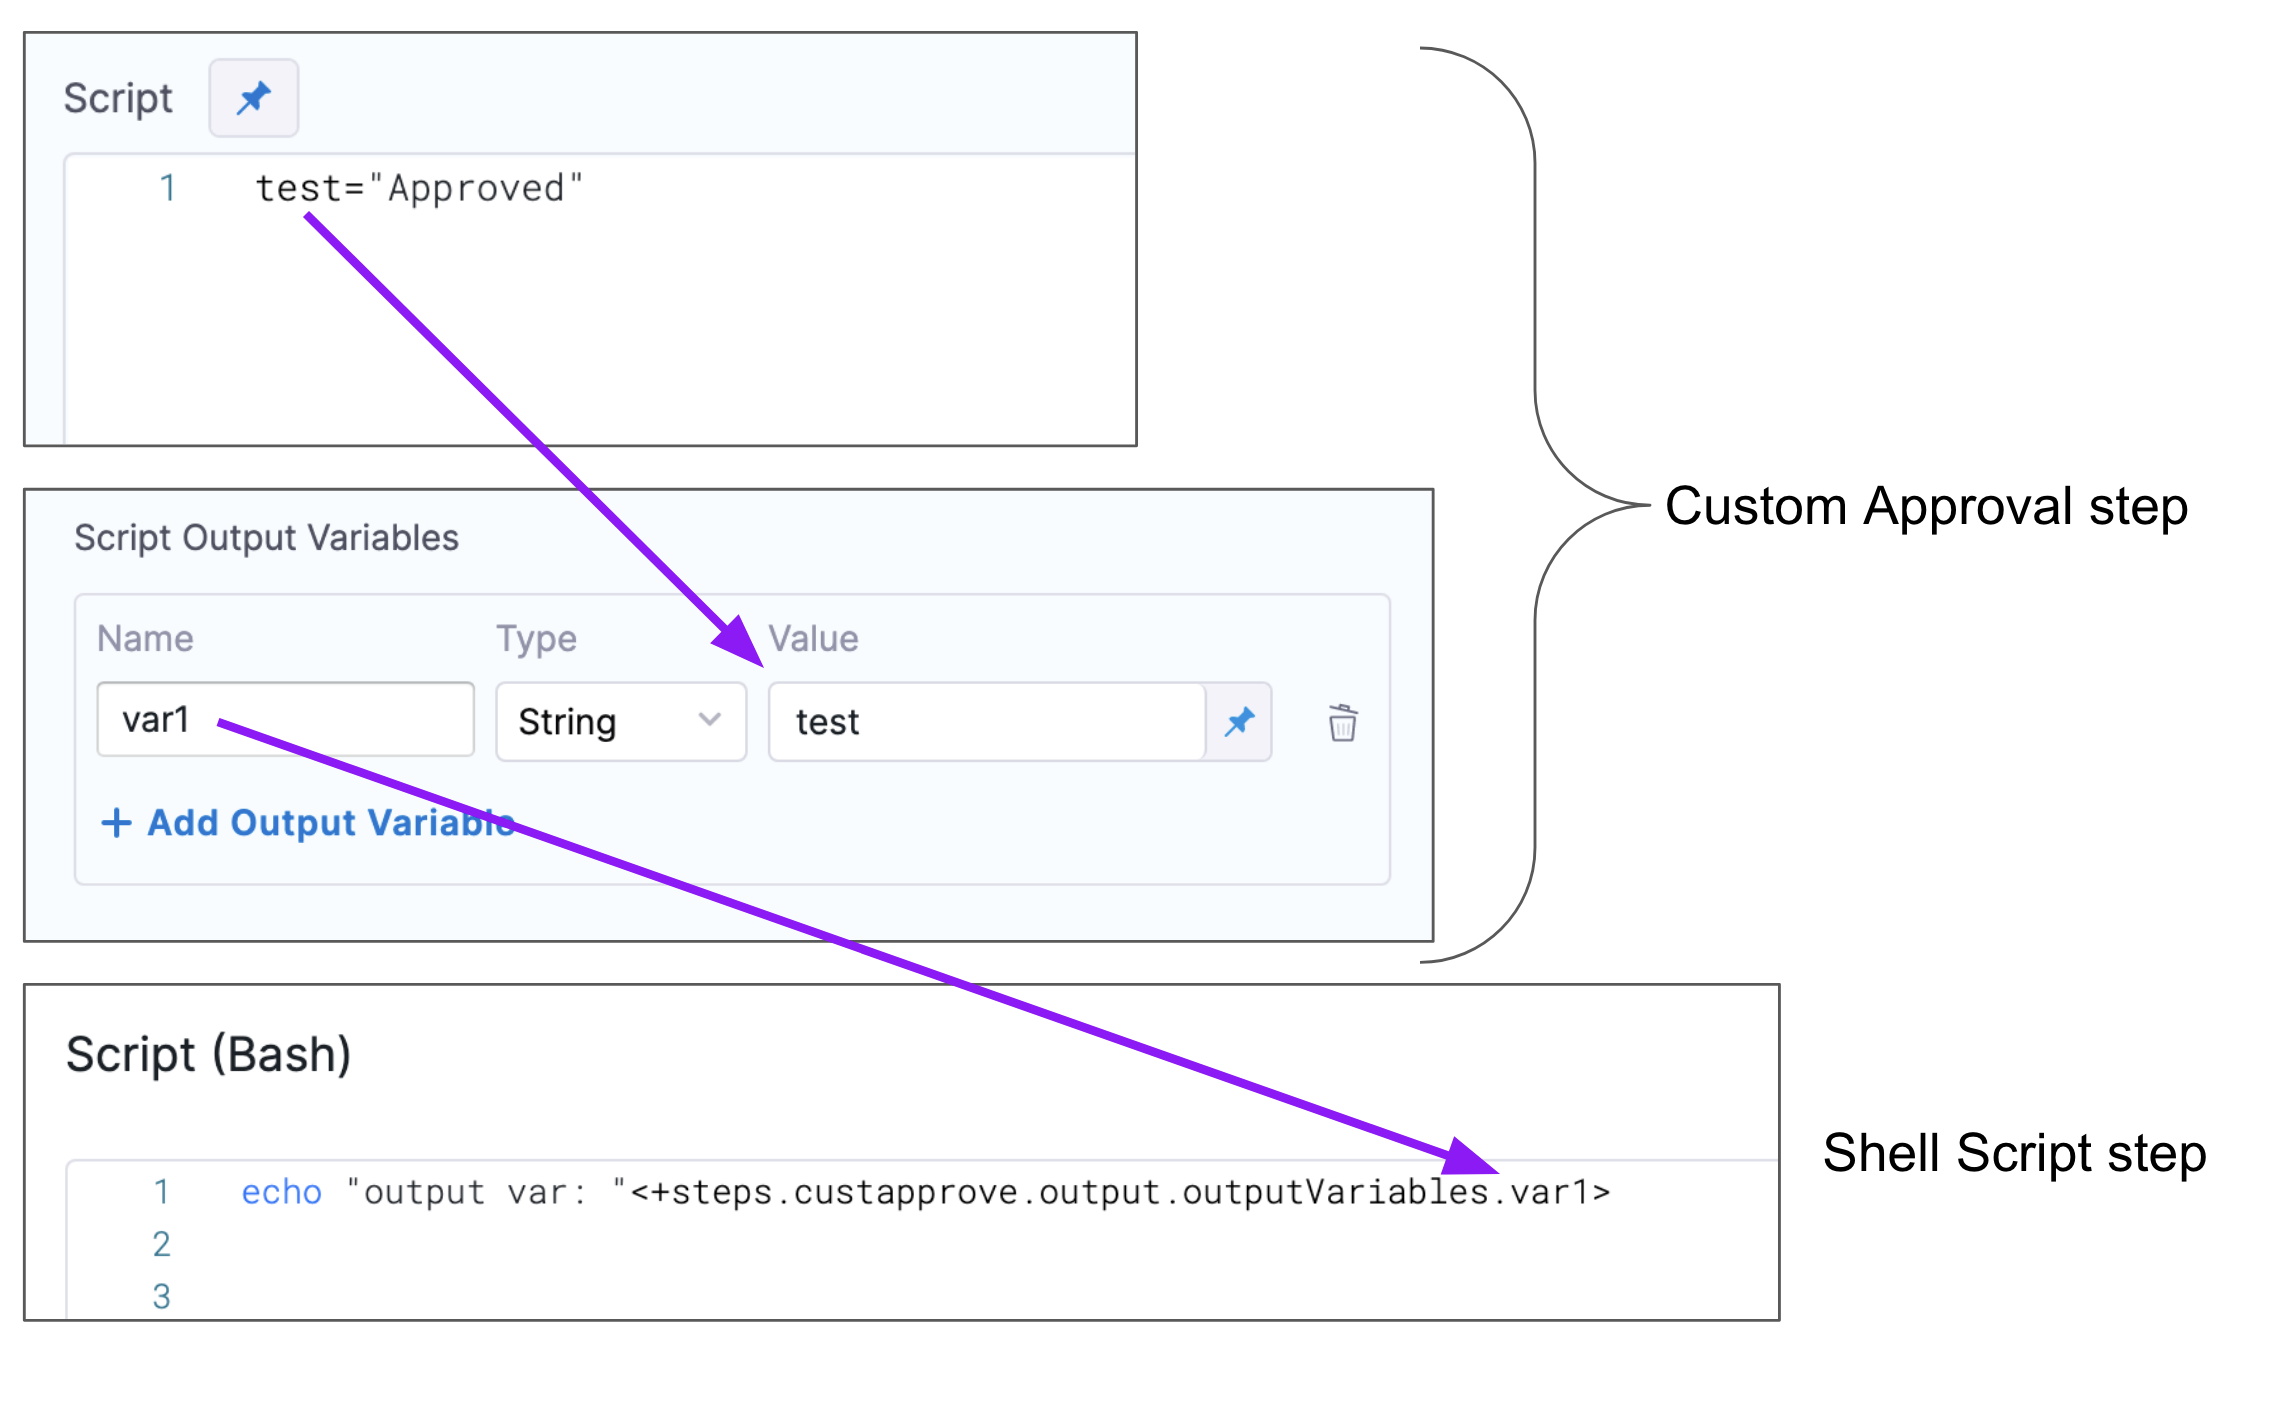 Script
1 test="Approved"
Script Output Variables
Name Type Value
var1 String test
+ Add Output Variable
Custom Approval step
Script (Bash)
1 echo "output var: "<+steps.custapprove.output.outputVariables.var1>
2
3
Shell Script step